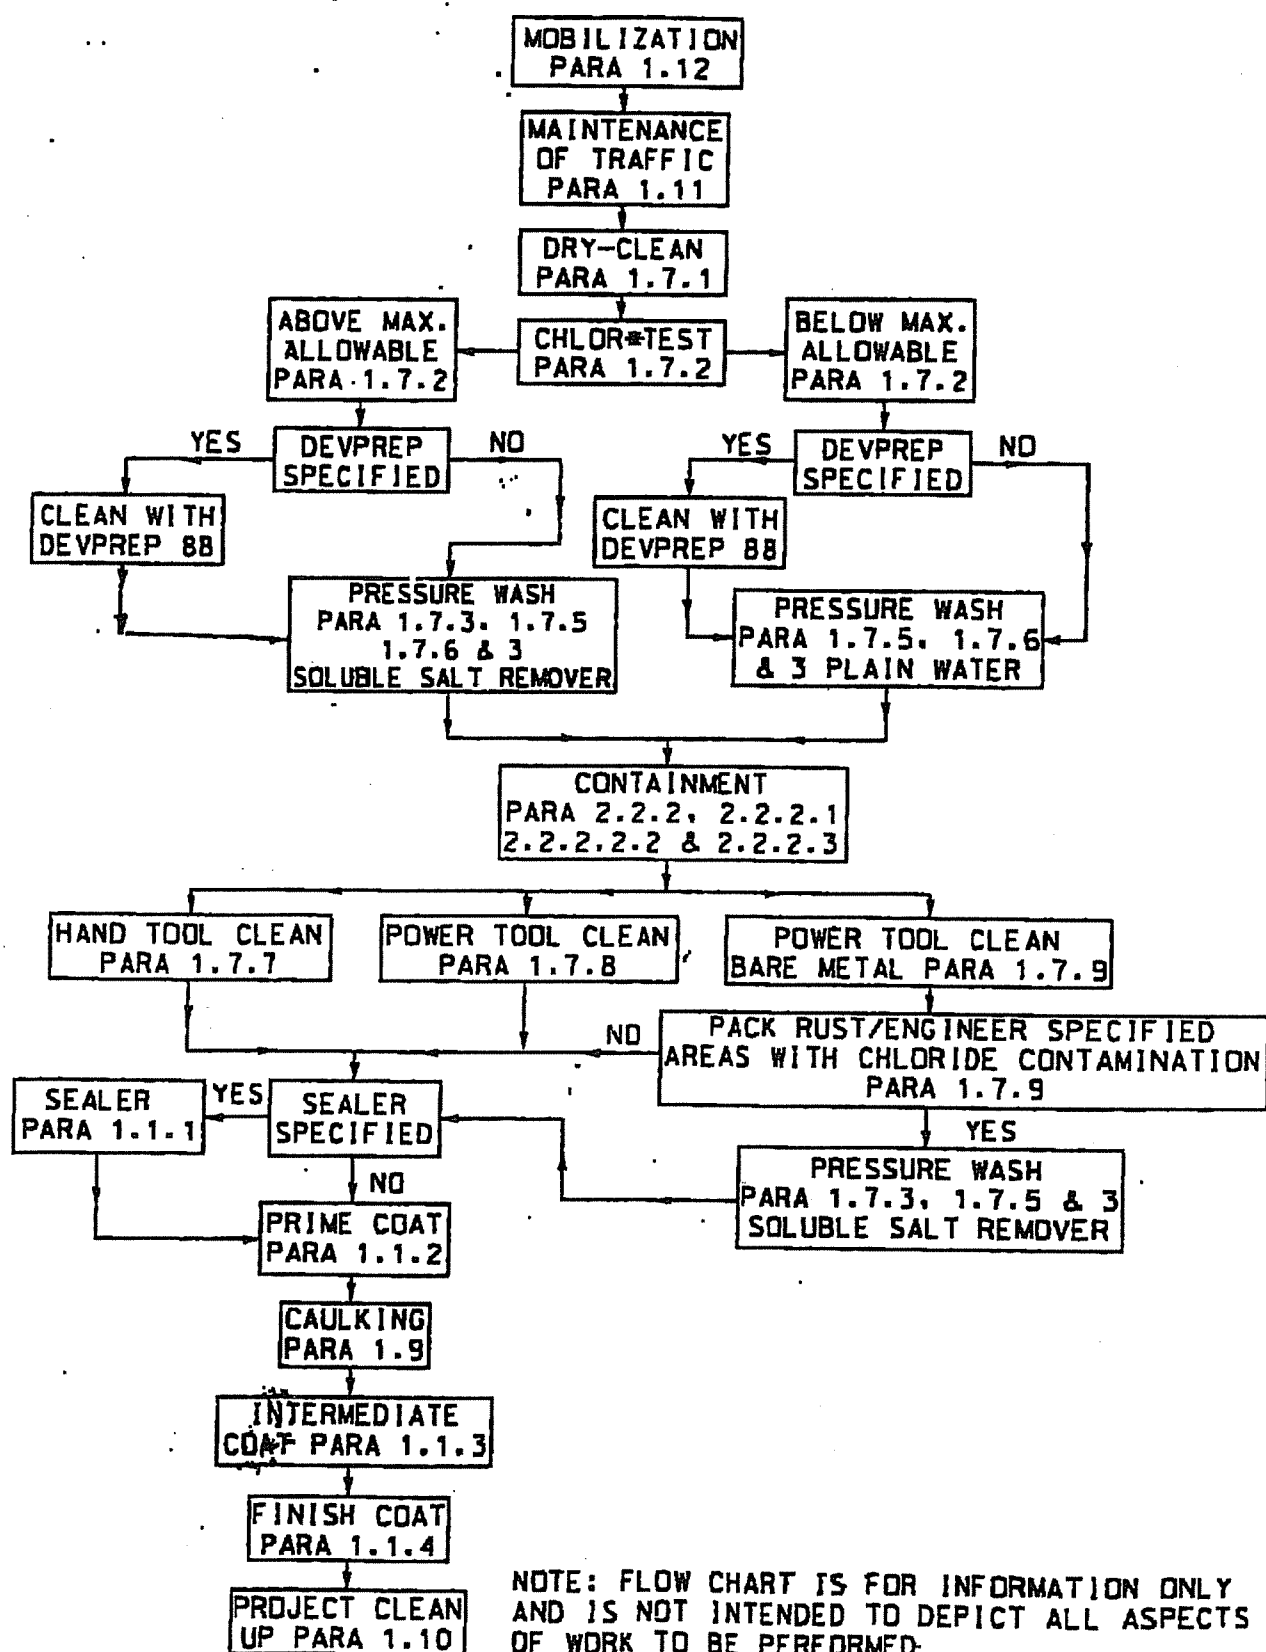 MOBILIZATION
PARA 1.12
MAINTENANCE
OF TRAFFIC
PARA 1.11
DRY-CLEAN
PARA 1.7.1
ABOVE MAX.
ALLOWABLE
PARA 1.7.2
CHLOR*TEST
PARA 1.7.2
BELOW MAX.
ALLOWABLE
PARA 1.7.2
YES
DEVPREP
SPECIFIED
NO
YES
DEVPREP
SPECIFIED
NO
CLEAN WITH
DEVPREP 88
CLEAN WITH
DEVPREP 88
PRESSURE WASH
PARA 1.7.3. 1.7.5
1.7.6 & 3
SOLUBLE SALT REMOVER
PRESSURE WASH
PARA 1.7.5. 1.7.6
& 3 PLAIN WATER
CONTAINMENT
PARA 2.2.2, 2.2.2.1
2.2.2.2.2 & 2.2.2.3
HAND TOOL CLEAN
PARA 1.7.7
POWER TOOL CLEAN
PARA 1.7.8
POWER TOOL CLEAN
BARE METAL PARA 1.7.9
NO
PACK RUST/ENGINEER SPECIFIED
AREAS WITH CHLORIDE CONTAMINATION
PARA 1.7.9
SEALER
PARA 1.1.1
YES
SEALER
SPECIFIED
YES
NO
PRESSURE WASH
PARA 1.7.3, 1.7.5 & 3
SOLUBLE SALT REMOVER
PRIME COAT
PARA 1.1.2
CAULKING
PARA 1.9
INTERMEDIATE
COAT PARA 1.1.3
FINISH COAT
PARA 1.1.4
PROJECT CLEAN
UP PARA 1.10
NOTE: FLOW CHART IS FOR INFORMATION ONLY
AND IS NOT INTENDED TO DEPICT ALL ASPECTS
OF WORK TO BE PERFORMED.